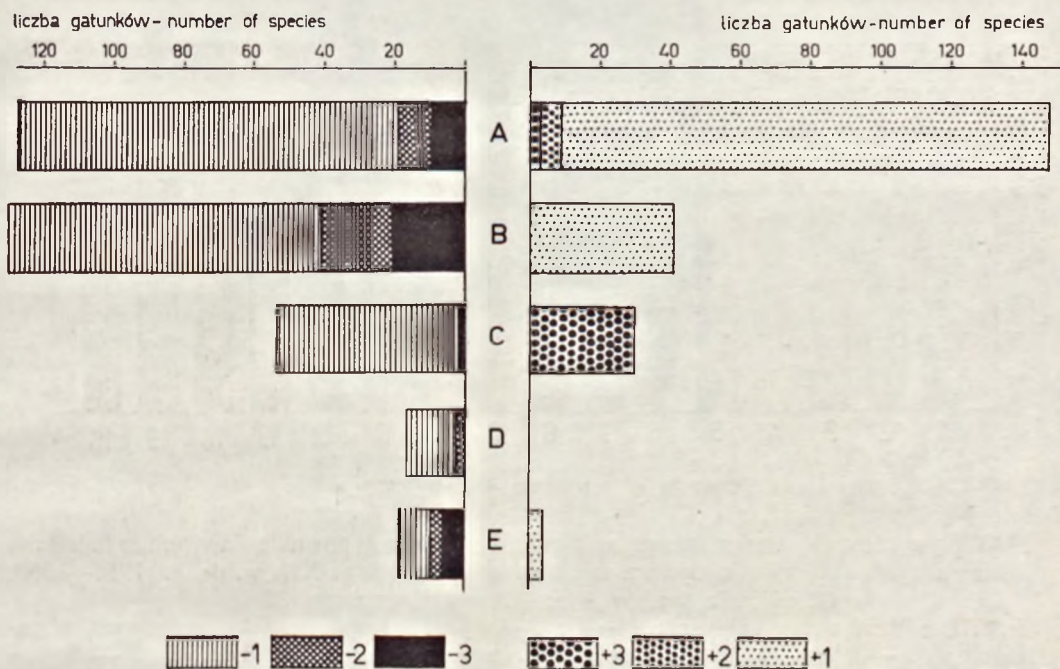 liczba gatunków - number of species
liczba gatunków - number of species
120 100 80 60 40 20
20 40 60 80 100 120 140
A
B
C
D
E
-1 -2 -3 +3 +2 +1